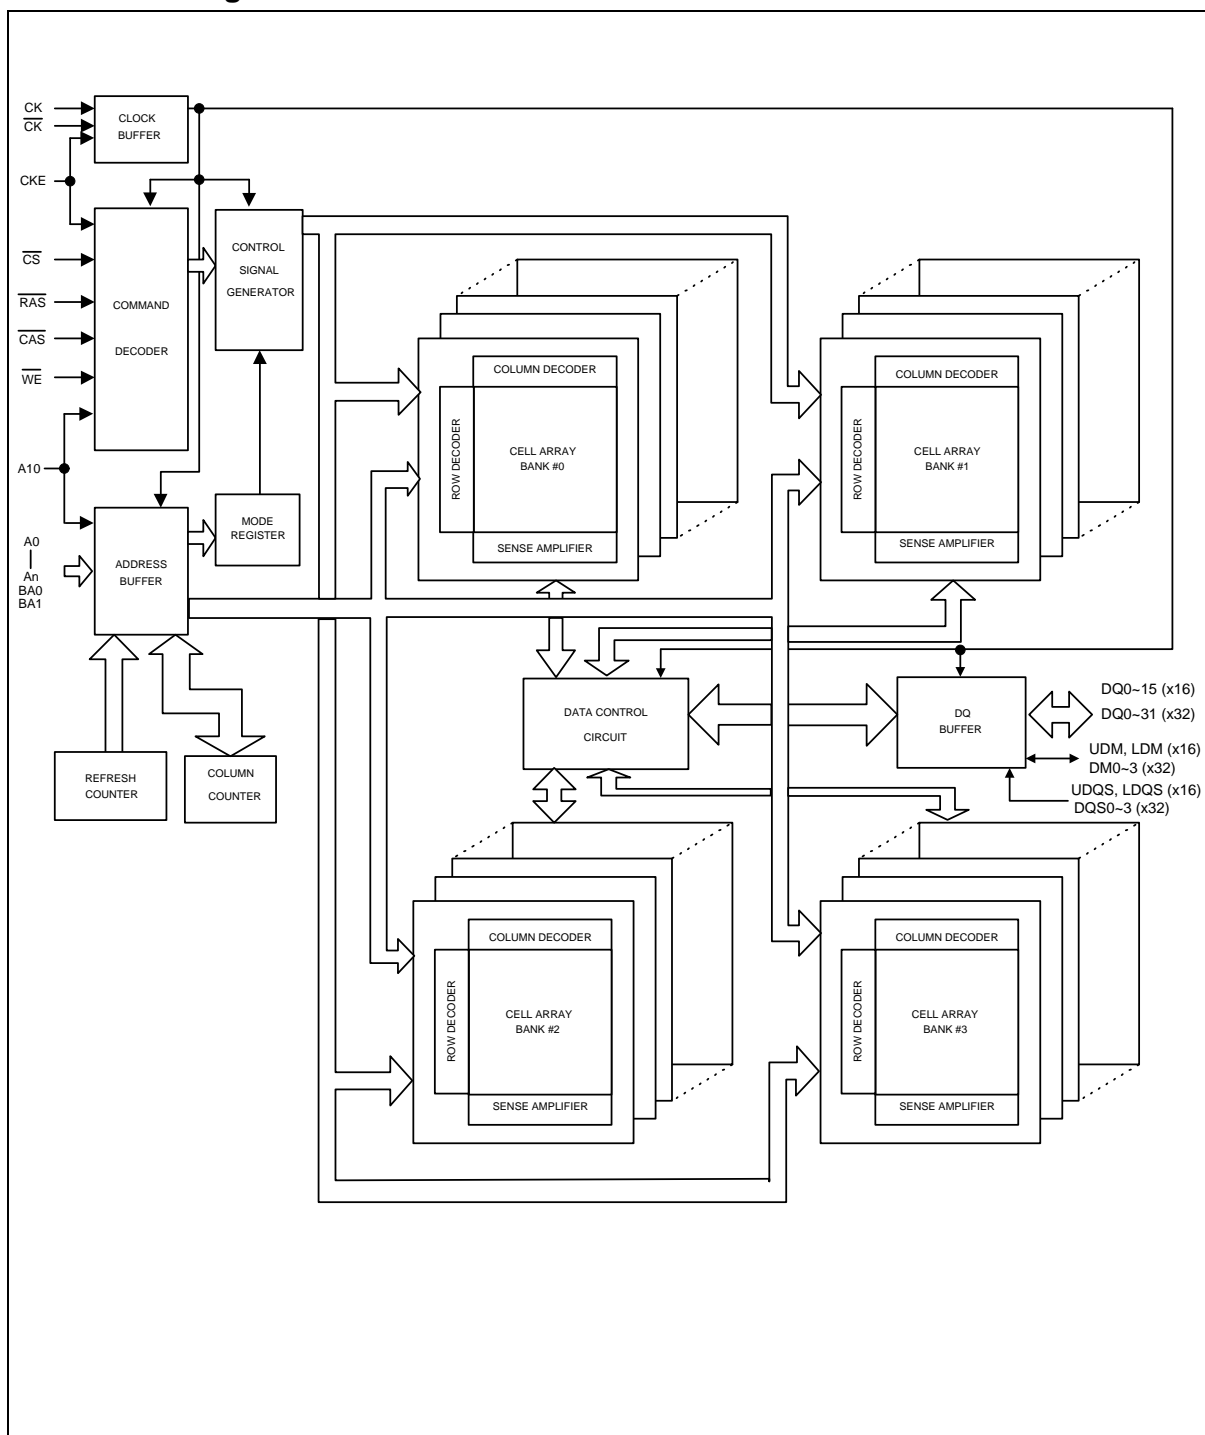 CK
CK
CLOCK
BUFFER
CKE
CS
RAS
CAS
WE
COMMAND
DECODER
CONTROL
SIGNAL
GENERATOR
A10
A0
An
BA0
BA1
ADDRESS
BUFFER
MODE
REGISTER
REFRESH
COUNTER
COLUMN
COUNTER
COLUMN DECODER
ROW DECODER
CELL ARRAY
BANK #0
SENSE AMPLIFIER
COLUMN DECODER
ROW DECODER
CELL ARRAY
BANK #1
SENSE AMPLIFIER
DATA CONTROL
CIRCUIT
DQ
BUFFER
DQ0~15 (x16)
DQ0~31 (x32)
UDM, LDM (x16)
DM0~3 (x32)
UDQS, LDQS (x16)
DQS0~3 (x32)
COLUMN DECODER
ROW DECODER
CELL ARRAY
BANK #2
SENSE AMPLIFIER
COLUMN DECODER
ROW DECODER
CELL ARRAY
BANK #3
SENSE AMPLIFIER